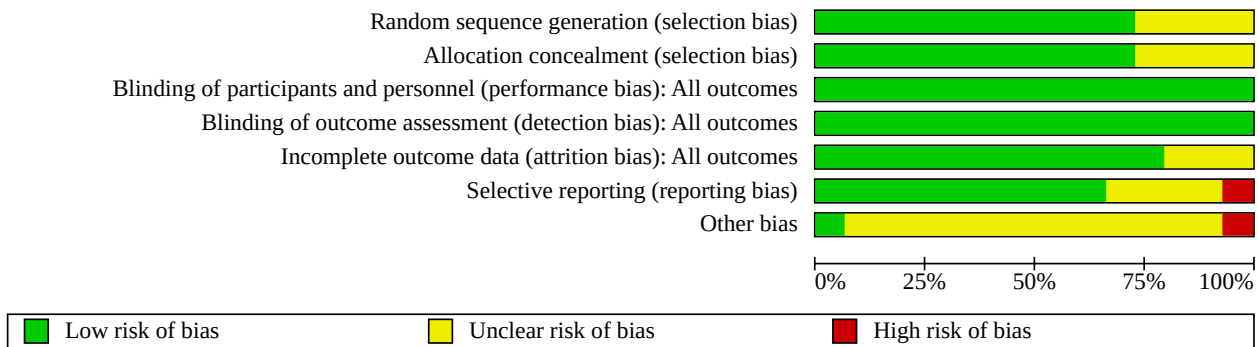 Random sequence generation (selection bias)
Allocation concealment (selection bias)
Blinding of participants and personnel (performance bias): All outcomes
Blinding of outcome assessment (detection bias): All outcomes
Incomplete outcome data (attrition bias): All outcomes
Selective reporting (reporting bias)
Other bias
0% 25% 50% 75% 100%
Low risk of bias Unclear risk of bias High risk of bias